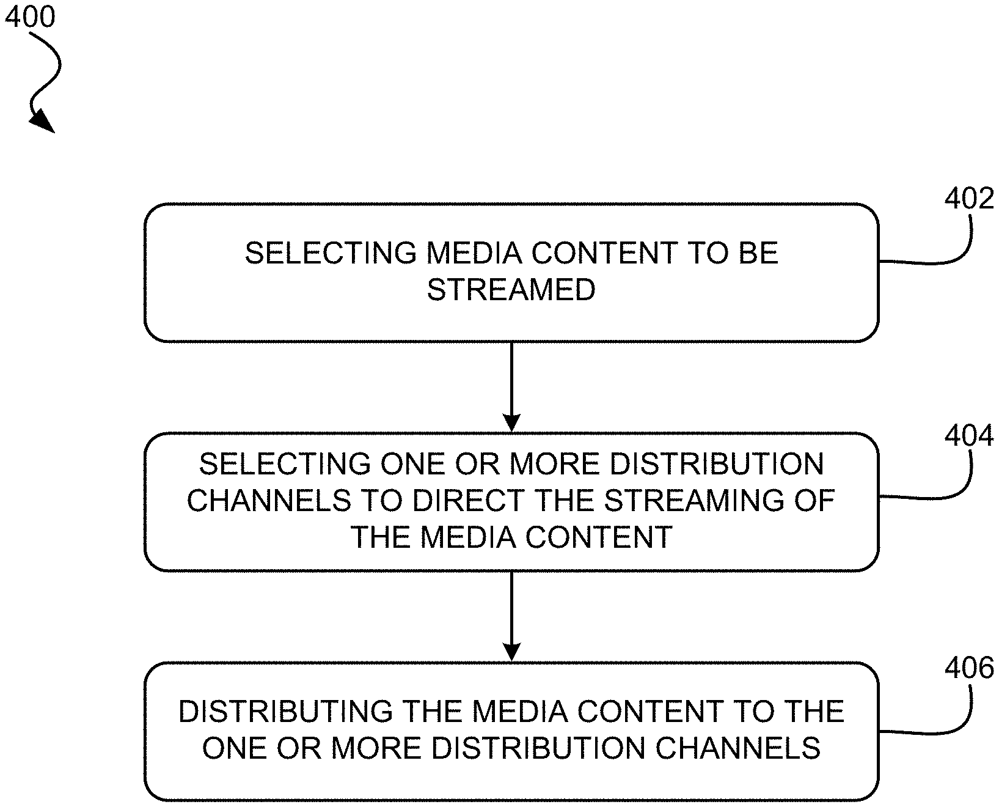 400
402
SELECTING MEDIA CONTENT TO BE
STREAMED
404
SELECTING ONE OR MORE DISTRIBUTION
CHANNELS TO DIRECT THE STREAMING OF
THE MEDIA CONTENT
406
DISTRIBUTING THE MEDIA CONTENT TO THE
ONE OR MORE DISTRIBUTION CHANNELS